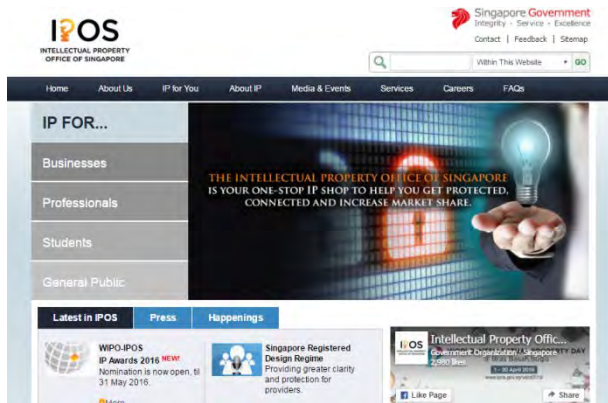 IPOS
INTELLECTUAL PROPERTY
OFFICE OF SINGAPORE
Singapore Government
Integrity · Service · Excellence
Contact | Feedback | Sitemap
Within This Website GO
Home About Us IP for You About IP Media & Events Services Careers FAQs
IP FOR...
Businesses
Professionals
Students
General Public
THE INTELLECTUAL PROPERTY OFFICE OF SINGAPORE
IS YOUR ONE-STOP IP SHOP TO HELP YOU GET PROTECTED,
CONNECTED AND INCREASE MARKET SHARE.
Latest in IPOS Press Happenings
WIPO-IPOS
IP Awards 2016 NEW!
Nomination is now open, til
31 May 2016.
More
Singapore Registered
Design Regime
Providing greater clarity
and protection for
providers.
IPOS
Intellectual Property Offic...
Government Organization · Singapore
2,980 likes
Like Page
Share